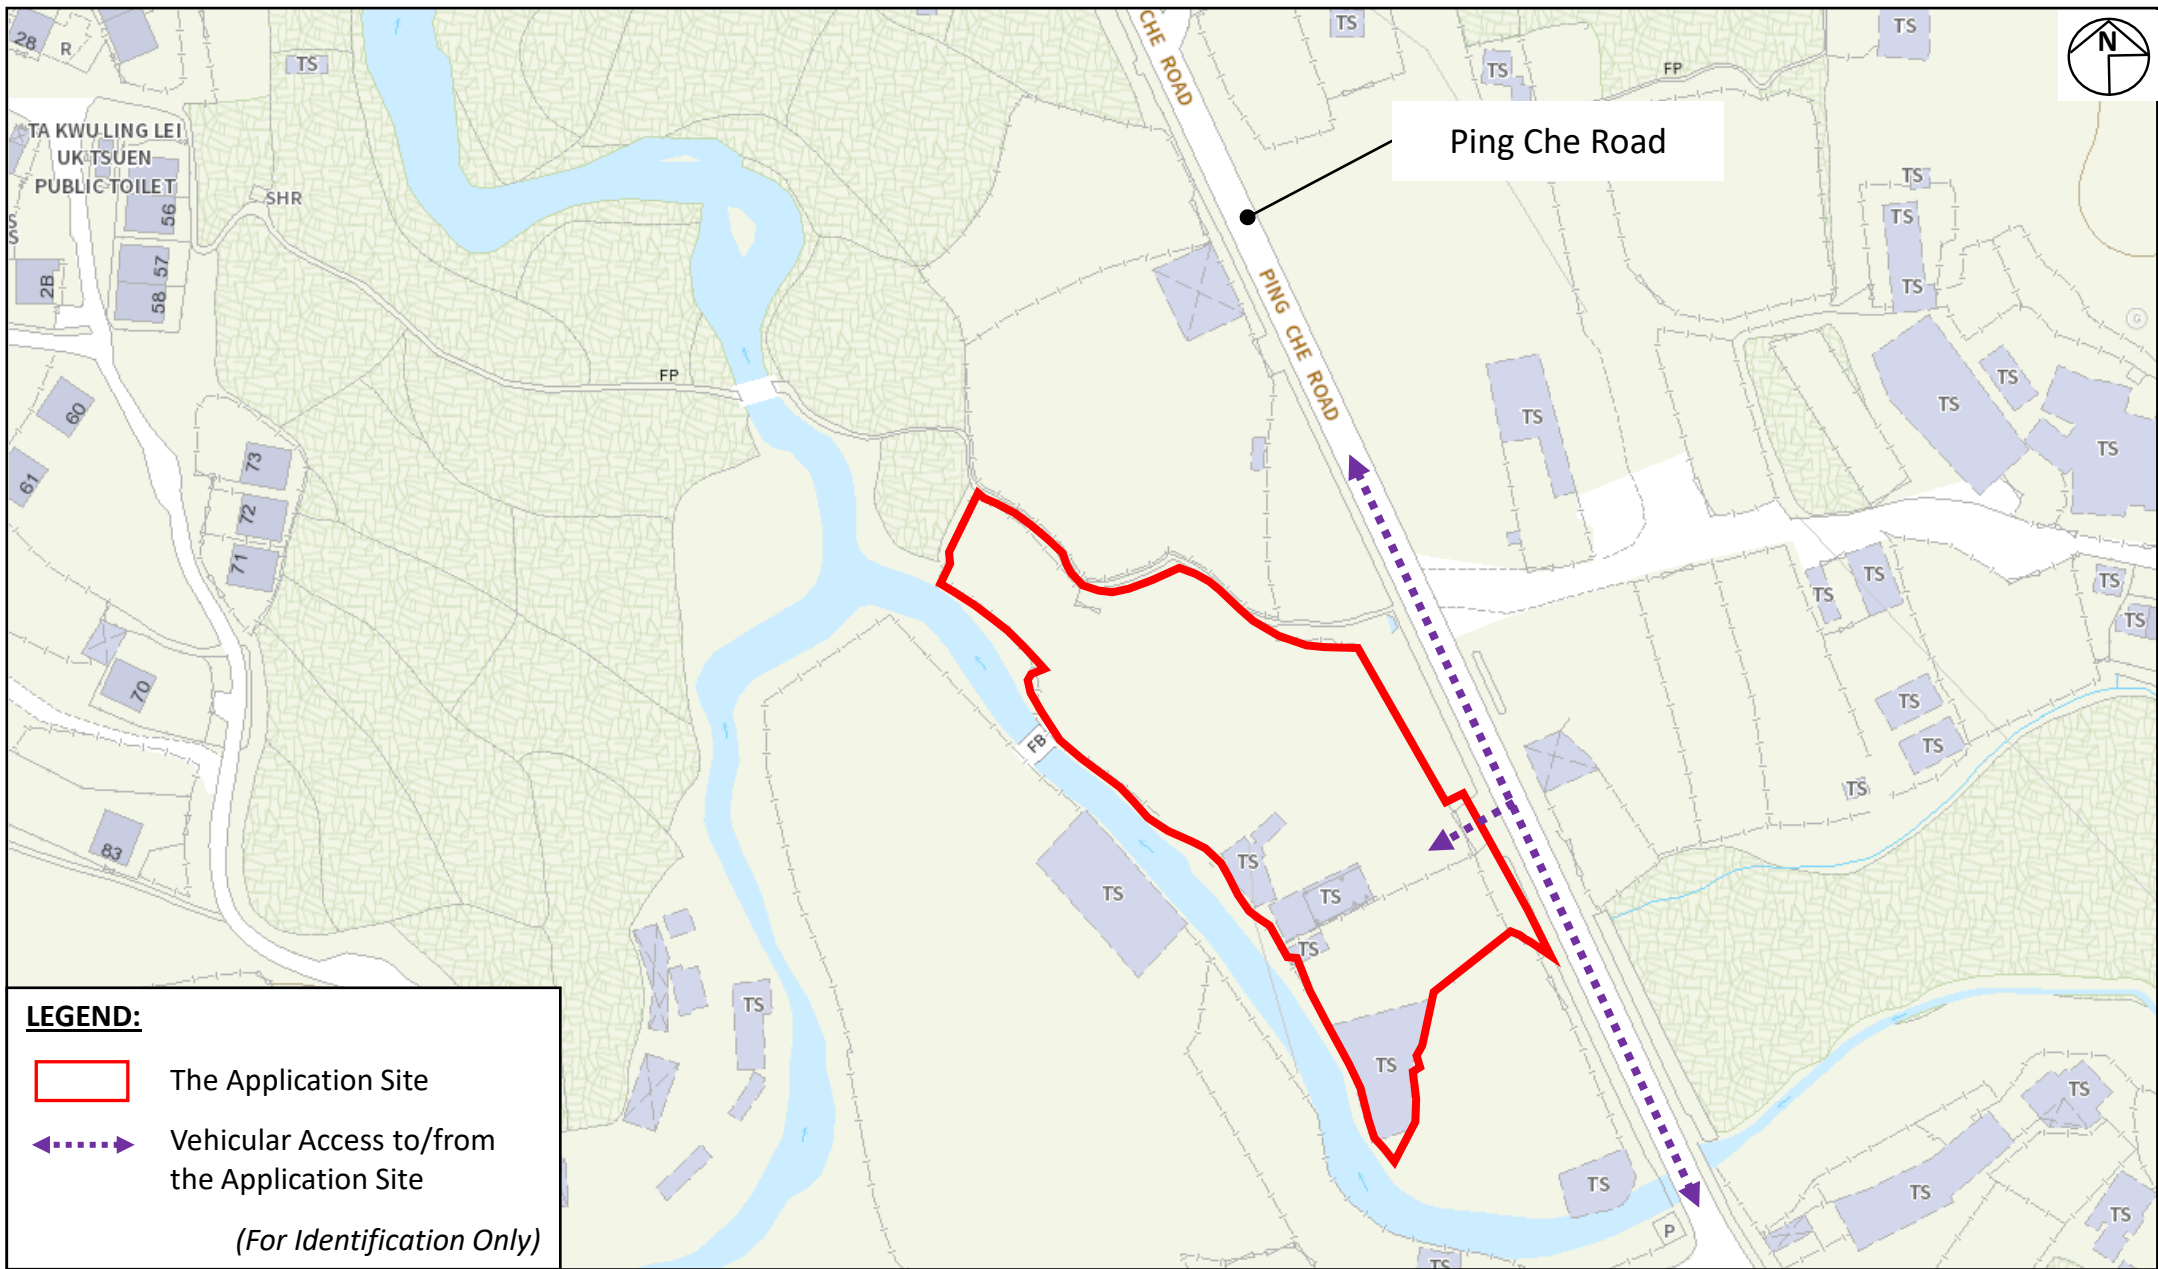 CHE ROAD
TS
TS
N
28
R
TS
TS
FP
Ping Che Road
TA KWU LING LEI
UK TSUEN
PUBLIC TOILET
SHR
56
TS
TS
57
2B
58
TS
PING CHE ROAD
G
FP
TS
TS
60
TS
TS
73
61
72
71
TS
TS
TS
TS
70
TS
FB
TS
TS
83
TS
TS
TS
TS
TS
LEGEND:
The Application Site
Vehicular Access to/from
the Application Site
(For Identification Only)
TS
TS
TS
TS
TS
P
TS